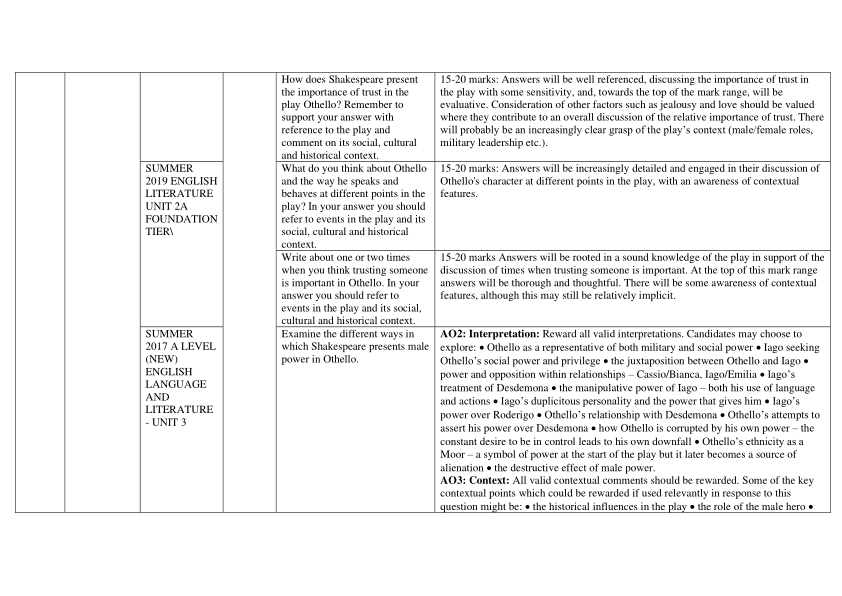 How does Shakespeare present
the importance of trust in the
play Othello? Remember to
support your answer with
reference to the play and
comment on its social, cultural
and historical context.
15-20 marks: Answers will be well referenced, discussing the importance of trust in
the play with some sensitivity, and, towards the top of the mark range, will be
evaluative. Consideration of other factors such as jealousy and love should be valued
where they contribute to an overall discussion of the relative importance of trust. There
will probably be an increasingly clear grasp of the play's context (male/female roles,
military leadership etc.).
SUMMER
2019 ENGLISH
LITERATURE
UNIT 2A
FOUNDATION
TIER\
What do you think about Othello
and the way he speaks and
behaves at different points in the
play? In your answer you should
refer to events in the play and its
social, cultural and historical
context.
15-20 marks: Answers will be increasingly detailed and engaged in their discussion of
Othello's character at different points in the play, with an awareness of contextual
features.
Write about one or two times
when you think trusting someone
is important in Othello. In your
answer you should refer to
events in the play and its social,
cultural and historical context.
15-20 marks Answers will be rooted in a sound knowledge of the play in support of the
discussion of times when trusting someone is important. At the top of this mark range
answers will be thorough and thoughtful. There will be some awareness of contextual
features, although this may still be relatively implicit.
SUMMER
2017 A LEVEL
(NEW)
ENGLISH
LANGUAGE
AND
LITERATURE
- UNIT 3
Examine the different ways in
which Shakespeare presents male
power in Othello.
AO2: Interpretation: Reward all valid interpretations. Candidates may choose to
explore: • Othello as a representative of both military and social power • Iago seeking
Othello's social power and privilege • the juxtaposition between Othello and Iago •
power and opposition within relationships – Cassio/Bianca, Iago/Emilia • Iago's
treatment of Desdemona • the manipulative power of Iago – both his use of language
and actions • Iago's duplicitous personality and the power that gives him • Iago's
power over Roderigo • Othello's relationship with Desdemona • Othello's attempts to
assert his power over Desdemona • how Othello is corrupted by his own power – the
constant desire to be in control leads to his own downfall • Othello's ethnicity as a
Moor – a symbol of power at the start of the play but it later becomes a source of
alienation • the destructive effect of male power.
AO3: Context: All valid contextual comments should be rewarded. Some of the key
contextual points which could be rewarded if used relevantly in response to this
question might be: • the historical influences in the play • the role of the male hero •